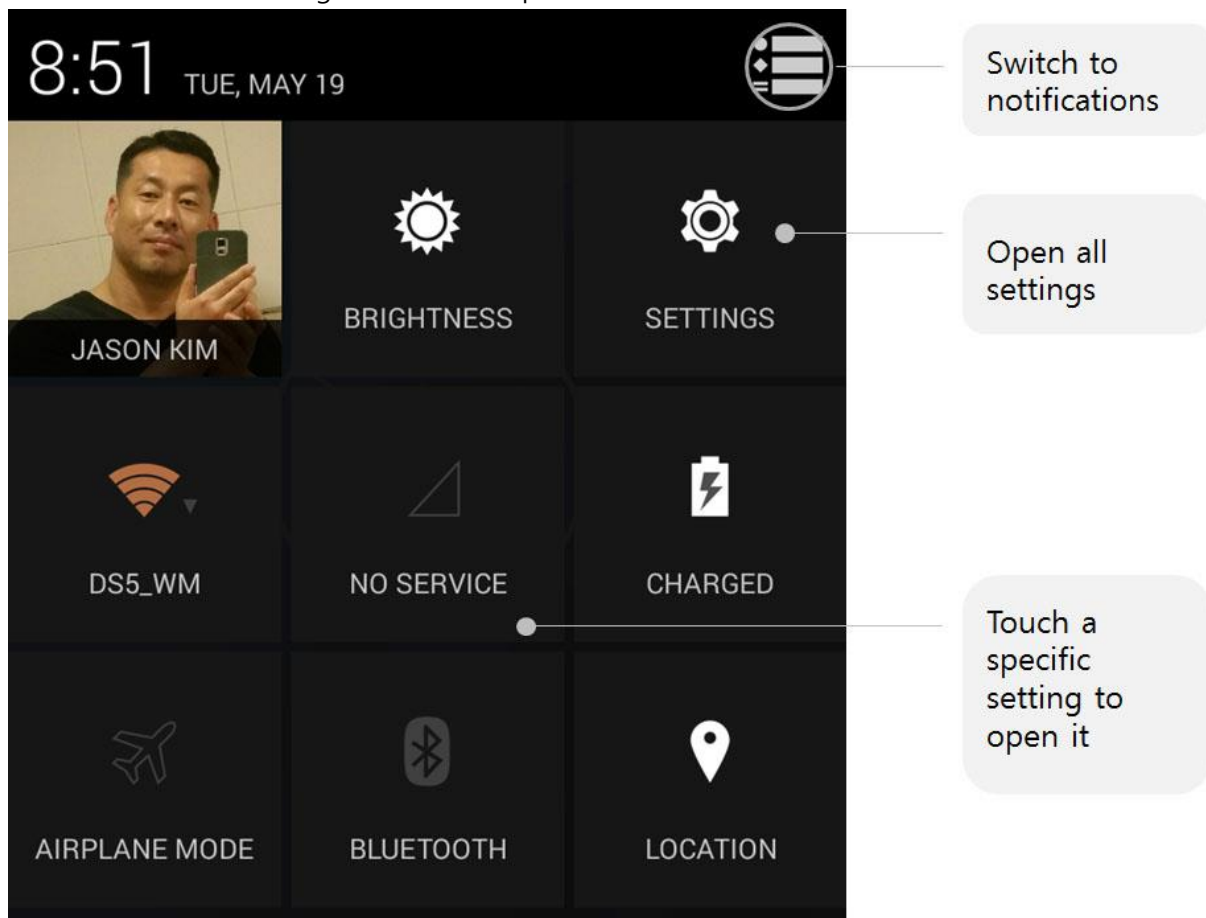 8:51 TUE, MAY 19
Switch to
notifications
JASON KIM
BRIGHTNESS
SETTINGS
Open all
settings
DS5_WM
NO SERVICE
CHARGED
Touch a
specific
setting to
open it
AIRPLANE MODE
BLUETOOTH
LOCATION